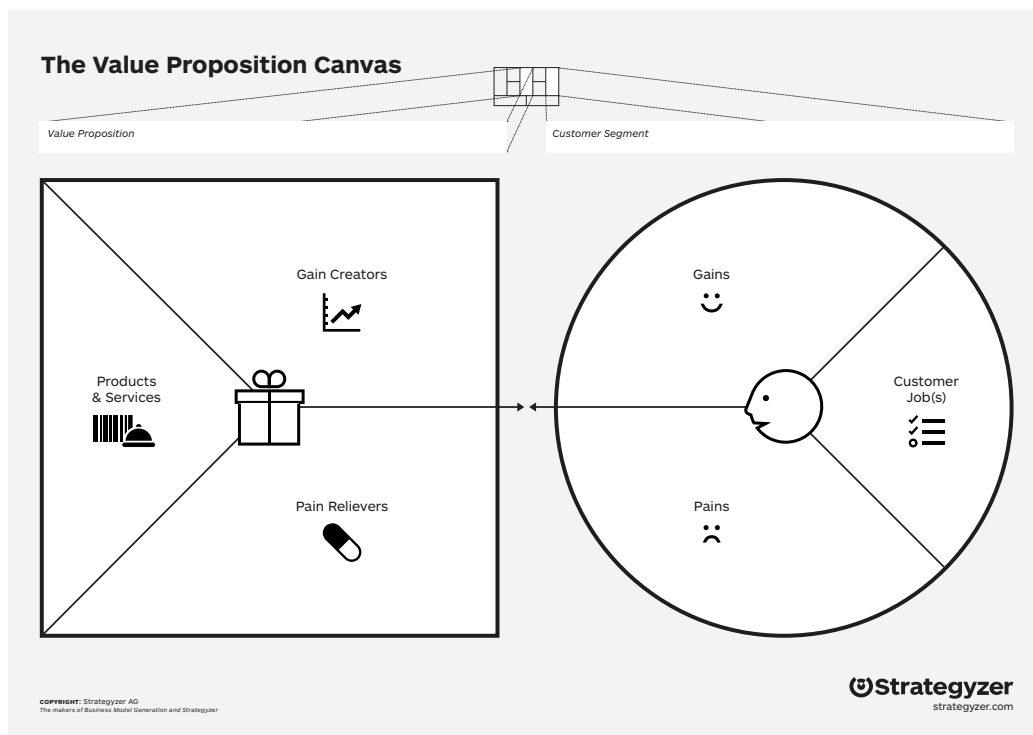 The Value Proposition Canvas
Value Proposition
Customer Segment
Gain Creators
Gains
Products
& Services
Customer
Job(s)
Pain Relievers
Pains
COPYRIGHT: Strategyzer AG
The makers of Business Model Generation and Strategyzer
Strategyzer
strategyzer.com